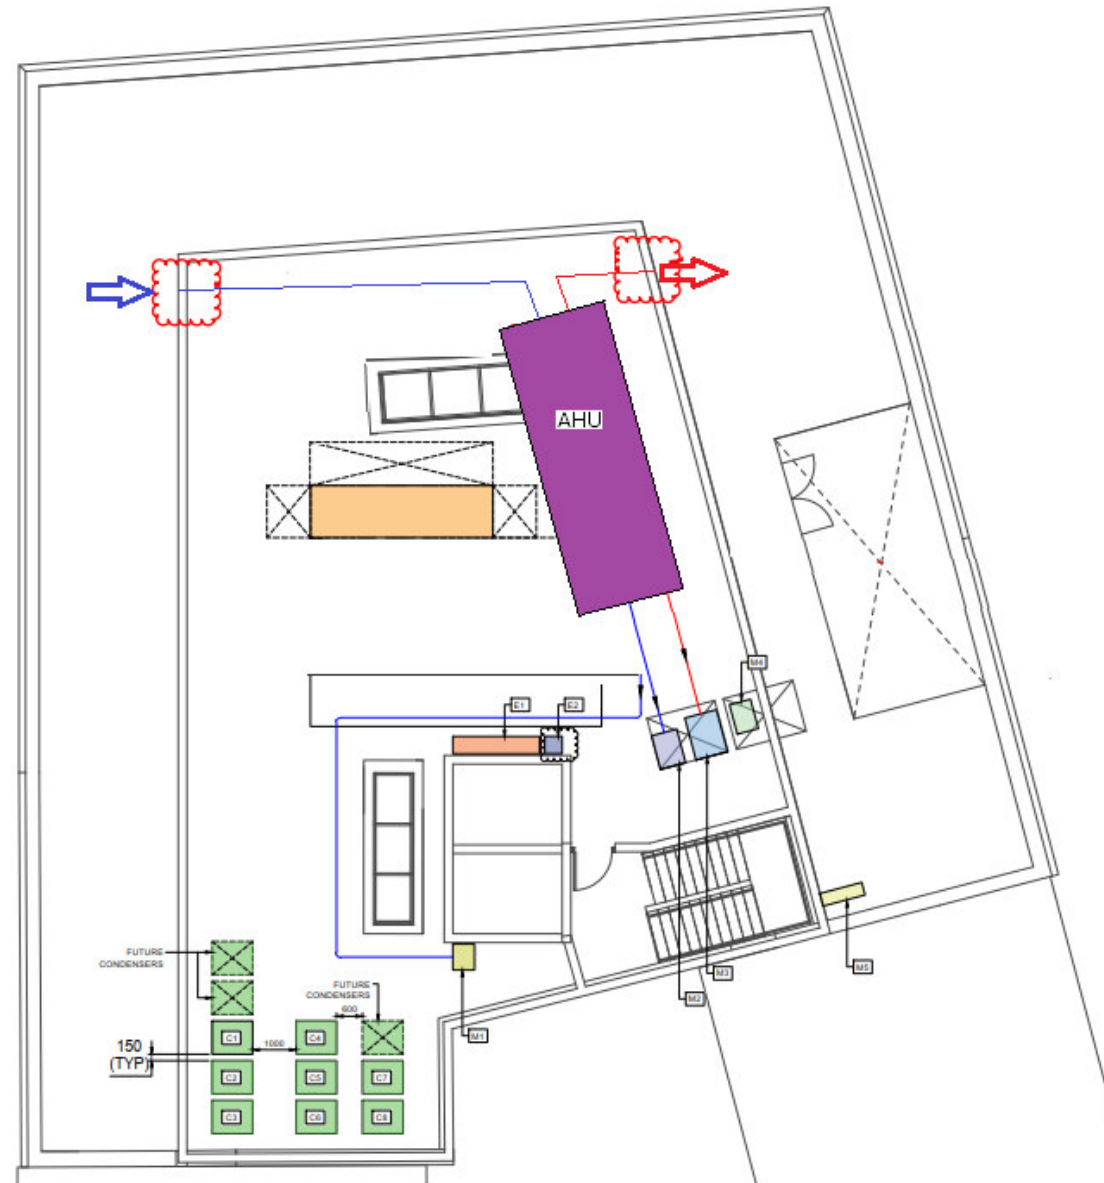 AHU
M4
E1
E2
FUTURE
CONDENSERS
FUTURE
CONDENSERS
600
M5
M3
M2
M1
C1
1000
C4
150
(TYP)
C2
C5
C7
C3
C6
C8